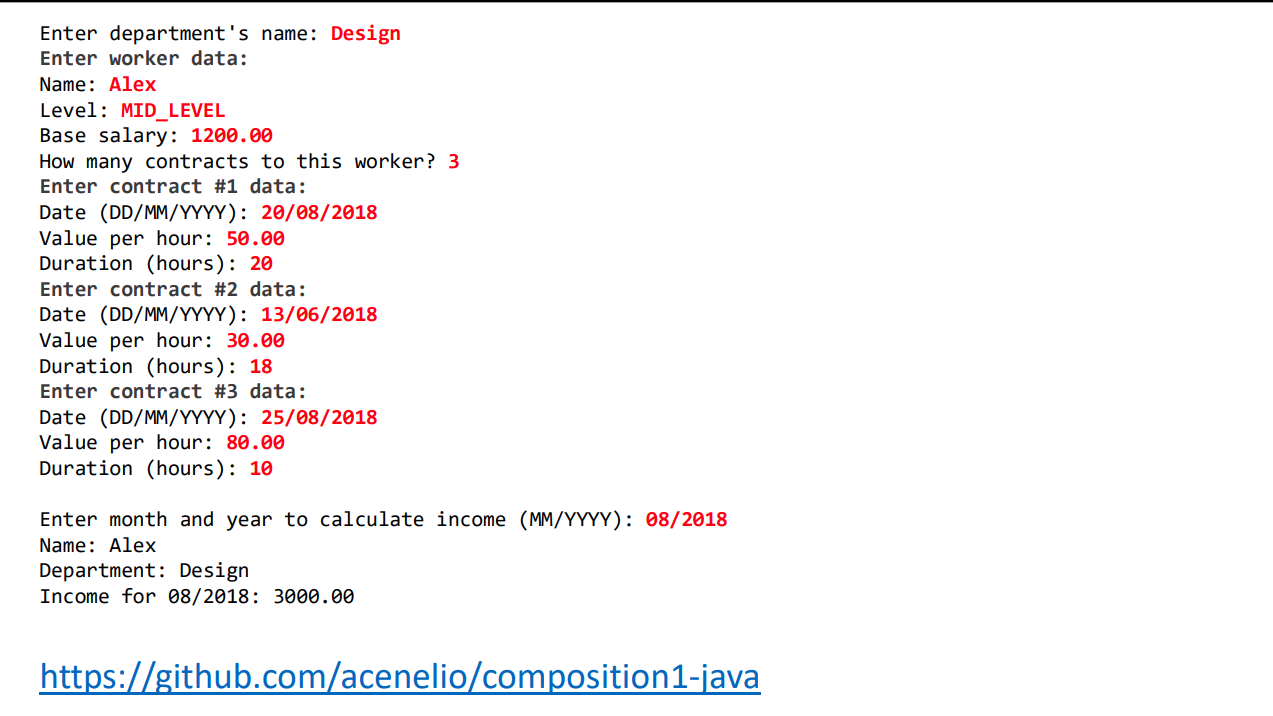 Enter department's name: Design
Enter worker data:
Name: Alex
Level: MID_LEVEL
Base salary: 1200.00
How many contracts to this worker? 3
Enter contract #1 data:
Date (DD/MM/YYYY): 20/08/2018
Value per hour: 50.00
Duration (hours): 20
Enter contract #2 data:
Date (DD/MM/YYYY): 13/06/2018
Value per hour: 30.00
Duration (hours): 18
Enter contract #3 data:
Date (DD/MM/YYYY): 25/08/2018
Value per hour: 80.00
Duration (hours): 10
Enter month and year to calculate income (MM/YYYY): 08/2018
Name: Alex
Department: Design
Income for 08/2018: 3000.00
https://github.com/acenelio/composition1-java